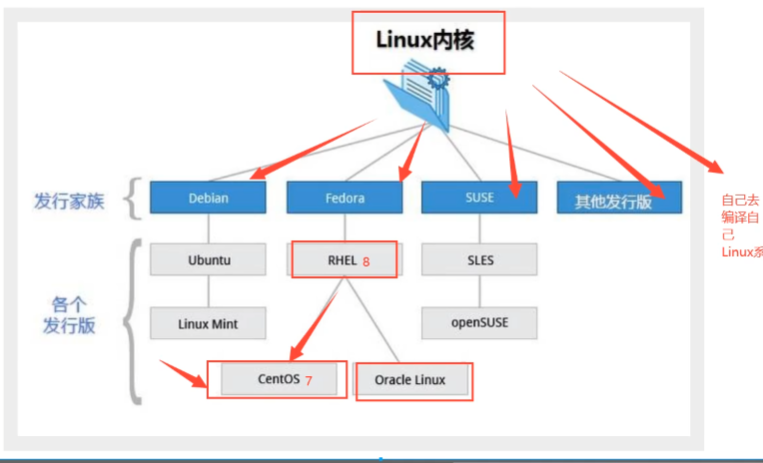 Linux内核
发行家族
Debian
Fedora
SUSE
其他发行版
自己去
编译自
己
Linux系
各个
发行版
Ubuntu
RHEL 8
SLES
Linux Mint
openSUSE
CentOS 7
Oracle Linux